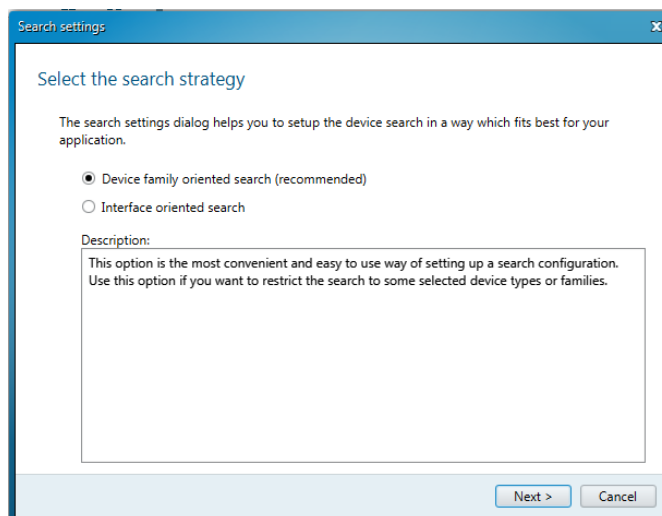 Search settings
Select the search strategy
The search settings dialog helps you to setup the device search in a way which fits best for your
application.
Device family oriented search (recommended)
Interface oriented search
Description:
This option is the most convenient and easy to use way of setting up a search configuration.
Use this option if you want to restrict the search to some selected device types or families.
Next >
Cancel